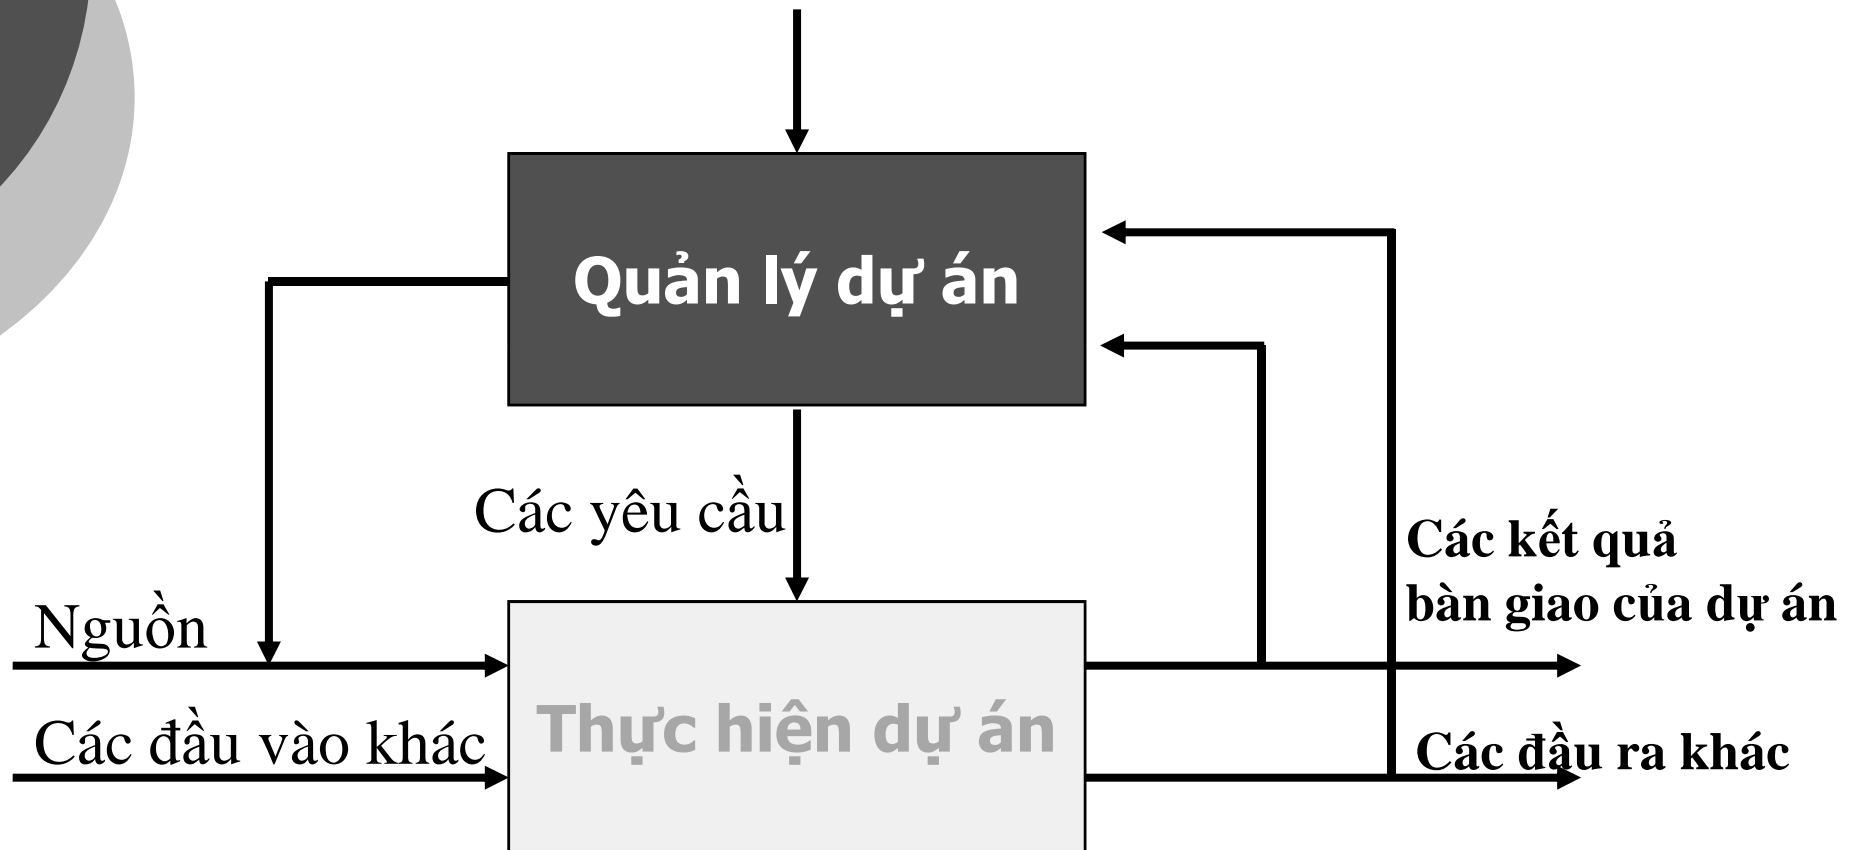 Quản lý dự án
Các yêu cầu
Các kết quả
bàn giao của dự án
Nguồn
Thực hiện dự án
Các đầu vào khác
Các đầu ra khác